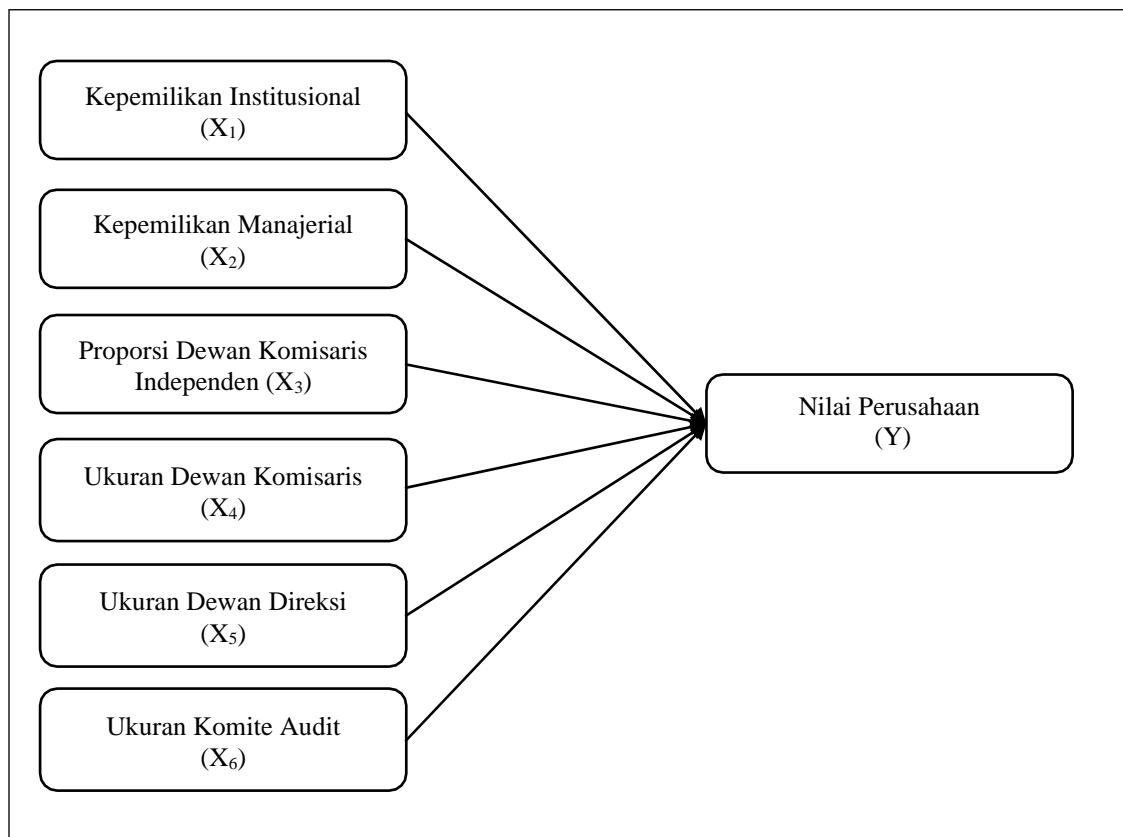 Kepemilikan Institusional
(X₁)
Kepemilikan Manajerial
(X₂)
Proporsi Dewan Komisaris
Independen (X₃)
Ukuran Dewan Komisaris
(X₄)
Ukuran Dewan Direksi
(X₅)
Ukuran Komite Audit
(X₆)
Nilai Perusahaan
(Y)